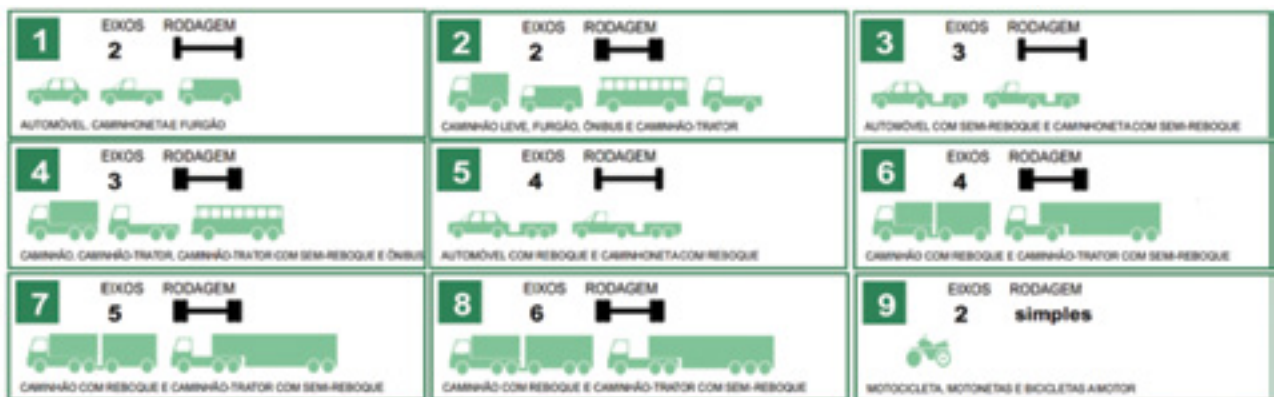 1 EIXOS RODAGEM
2
AUTOMÓVEL, CAMINHONETA E FURGÃO
2 EIXOS RODAGEM
2
CAMINHÃO LEVE, FURGÃO, ÔNIBUS E CAMINHÃO-TRATOR
3 EIXOS RODAGEM
3
AUTOMÓVEL COM SEMI-REBOQUE E CAMINHONETA COM SEMI-REBOQUE
4 EIXOS RODAGEM
3
CAMINHÃO, CAMINHÃO-TRATOR, CAMINHÃO-TRATOR COM SEMI-REBOQUE E ÔNIBUS
5 EIXOS RODAGEM
4
AUTOMÓVEL COM REBOQUE E CAMINHONETA COM REBOQUE
6 EIXOS RODAGEM
4
CAMINHÃO COM REBOQUE E CAMINHÃO-TRATOR COM SEMI-REBOQUE
7 EIXOS RODAGEM
5
CAMINHÃO COM REBOQUE E CAMINHÃO-TRATOR COM SEMI-REBOQUE
8 EIXOS RODAGEM
6
CAMINHÃO COM REBOQUE E CAMINHÃO-TRATOR COM SEMI-REBOQUE
9 EIXOS RODAGEM
2 simples
MOTOCICLETA, MOTONETAS E BICICLETAS A MOTOR